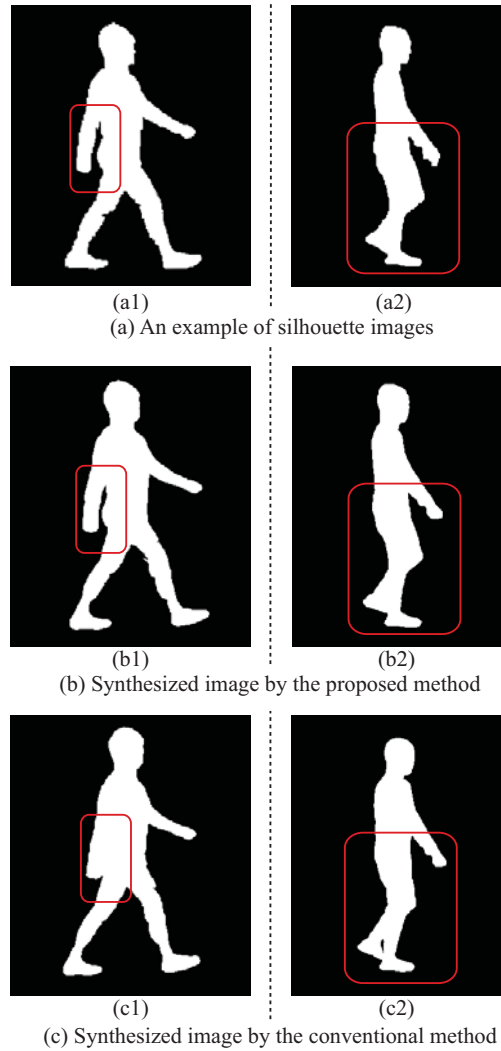 (a1) (a2)
(a) An example of silhouette images
(b1) (b2)
(b) Synthesized image by the proposed method
(c1) (c2)
(c) Synthesized image by the conventional method